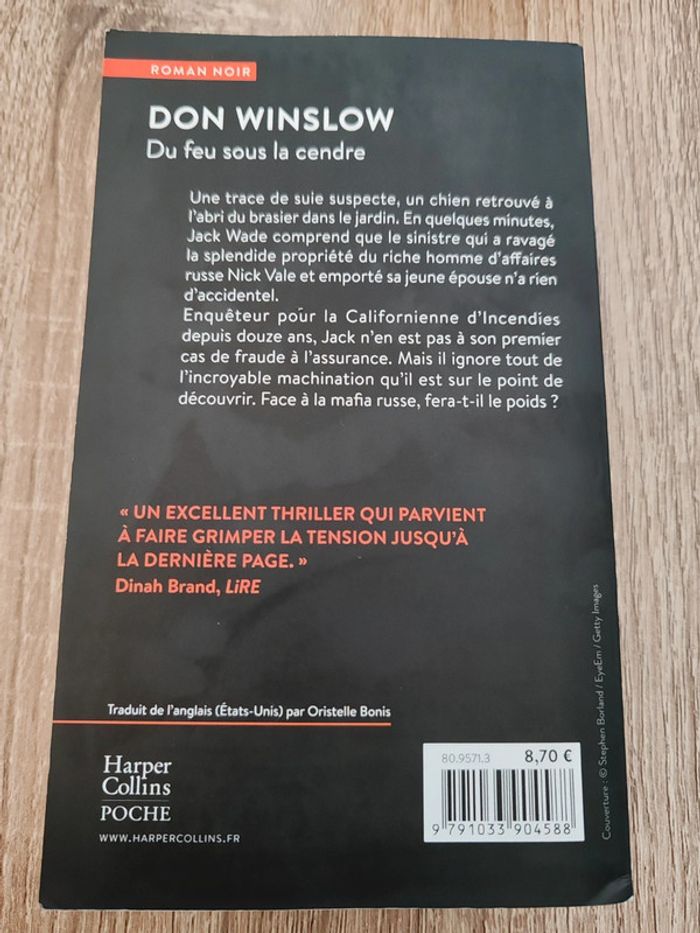 ROMAN NOIR
DON WINSLOW
Du feu sous la cendre
Une trace de suie suspecte, un chien retrouvé à
l'abri du brasier dans le jardin. En quelques minutes,
Jack Wade comprend que le sinistre qui a ravagé
la splendide propriété du riche homme d'affaires
russe Nick Vale et emporté sa jeune épouse n'a rien
d'accidentel.
Enquêteur pour la Californienne d'Incendies
depuis douze ans, Jack n'en est pas à son premier
cas de fraude à l'assurance. Mais il ignore tout de
l'incroyable machination qu'il est sur le point de
découvrir. Face à la mafia russe, fera-t-il le poids ?
« UN EXCELLENT THRILLER QUI PARVIENT
À FAIRE GRIMPER LA TENSION JUSQU'À
LA DERNIÈRE PAGE. »
Dinah Brand, LiRE
Traduit de l'anglais (États-Unis) par Oristelle Bonis
Harper
Collins
POCHE
WWW.HARPERCOLLINS.FR
80.9571.3 8,70 €
9 791033 904588
Couverture : © Stephen Borland / EyeEm / Getty Images